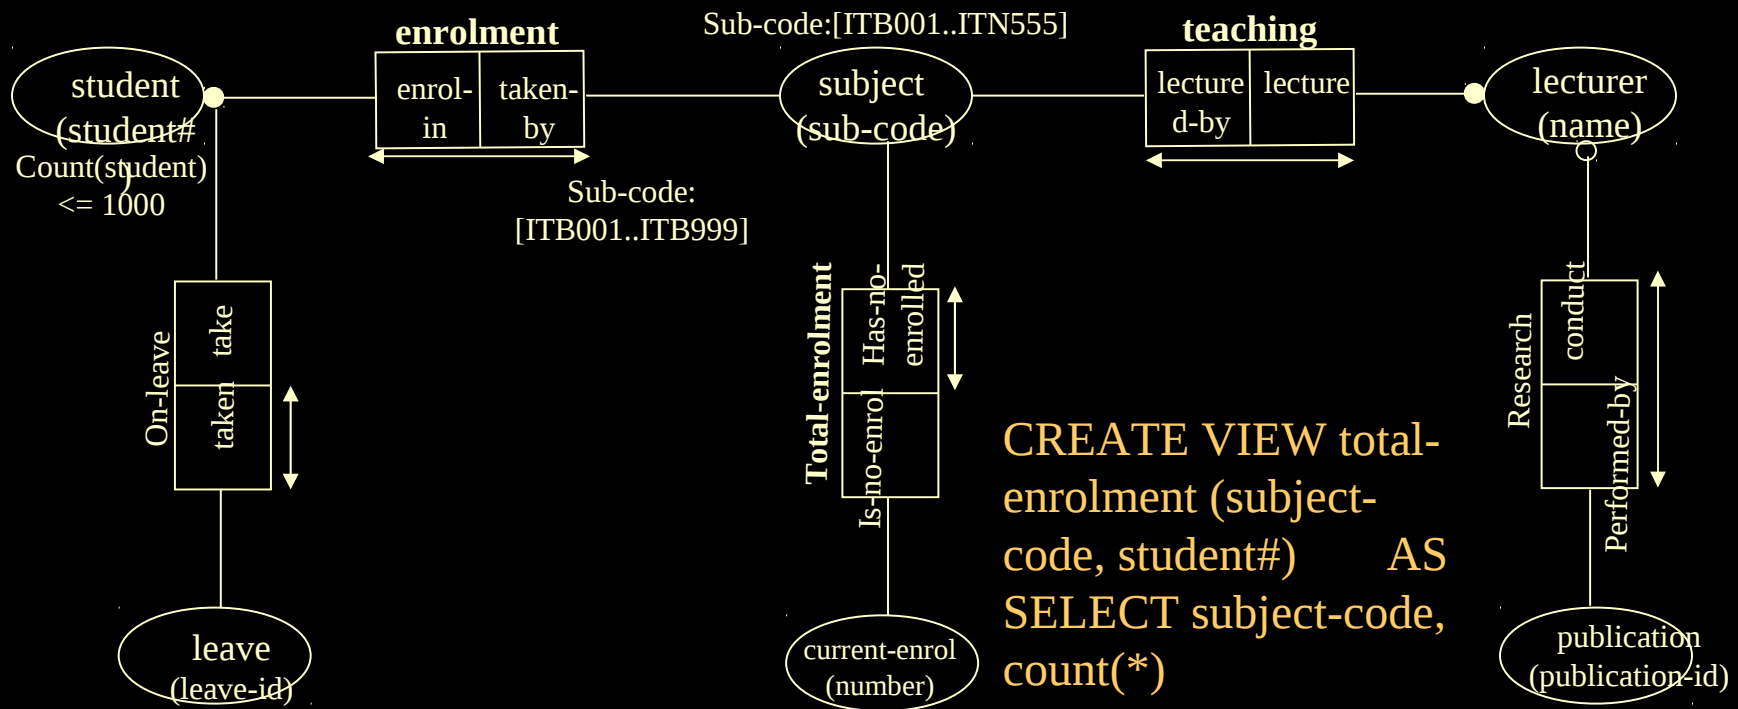 enrolment
Sub-code:[ITB001..ITN555]
teaching
student
(student#
)
Count(student)
<= 1000
enrol-
in
taken-
by
subject
(sub-code)
lecture
d-by
lecture
lecturer
(name)
Sub-code:
[ITB001..ITB999]
On-leave
take
taken
Total-enrolment
Has-no-
enrolled
Is-no-enrol
Research
conduct
Performed-by
CREATE VIEW total-
enrolment (subject-
code, student#) AS
SELECT subject-code,
count(*)
leave
(leave-id)
current-enrol
(number)
publication
(publication-id)